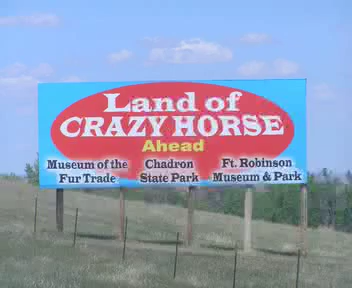 Land of
CRAZY HORSE
Ahead
Museum of the
Fur Trade
Chadron
State Park
Ft. Robinson
Museum & Park